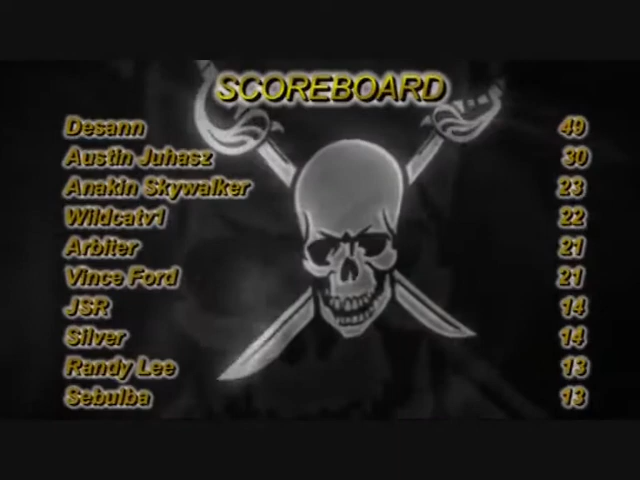 SCOREBOARD
Desann 49
Austin Juhasz 30
Anakin Skywalker 23
Wildcatv1 22
Arbiter 21
Vince Ford 21
JSR 14
Silver 14
Randy Lee 13
Sebulba 13